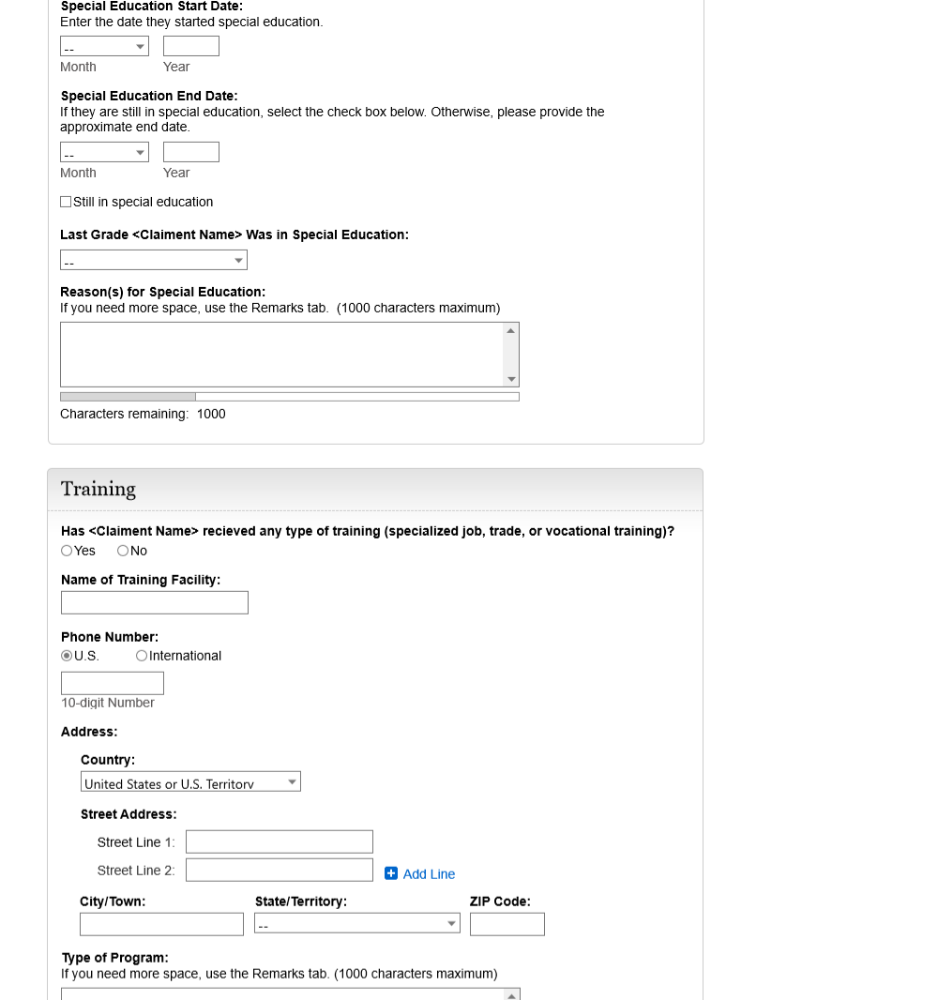 Special Education Start Date:
Enter the date they started special education.
--
Month Year
Special Education End Date:
If they are still in special education, select the check box below. Otherwise, please provide the
approximate end date.
--
Month Year
Still in special education
Last Grade <Claiment Name> Was in Special Education:
--
Reason(s) for Special Education:
If you need more space, use the Remarks tab. (1000 characters maximum)
Characters remaining: 1000
Training
Has <Claiment Name> recieved any type of training (specialized job, trade, or vocational training)?
Yes No
Name of Training Facility:
Phone Number:
U.S. International
10-digit Number
Address:
Country:
United States or U.S. Territory
Street Address:
Street Line 1:
Street Line 2: Add Line
City/Town: State/Territory: ZIP Code:
--
Type of Program:
If you need more space, use the Remarks tab. (1000 characters maximum)